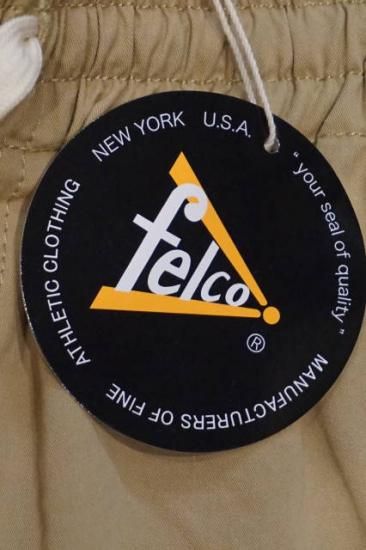 felco
®
NEW YORK U.S.A.
"your seal of quality"
MANUFACTURERS OF FINE
ATHLETIC CLOTHING